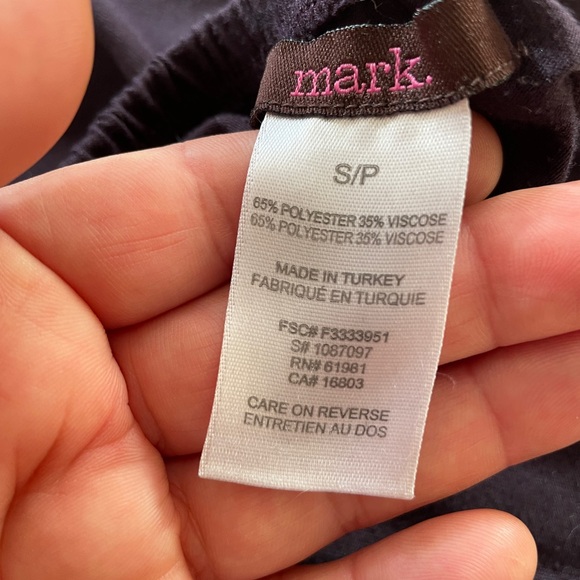 mark.
S/P
65% POLYESTER 35% VISCOSE
65% POLYESTER 35% VISCOSE
MADE IN TURKEY
FABRIQUÉ EN TURQUIE
FSC# F3333951
S# 1087097
RN# 61981
CA# 16803
CARE ON REVERSE
ENTRETIEN AU DOS